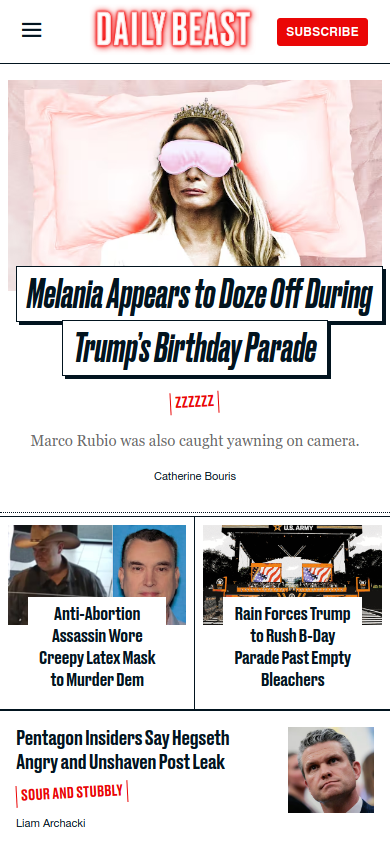 DAILY BEAST
SUBSCRIBE
Melania Appears to Doze Off During
Trump's Birthday Parade
ZZZZZZ
Marco Rubio was also caught yawning on camera.
Catherine Bouris
Anti-Abortion
Assassin Wore
Creepy Latex Mask
to Murder Dem
U.S. ARMY
Rain Forces Trump
to Rush B-Day
Parade Past Empty
Bleachers
Pentagon Insiders Say Hegseth
Angry and Unshaven Post Leak
SOUR AND STUBBLY
Liam Archacki